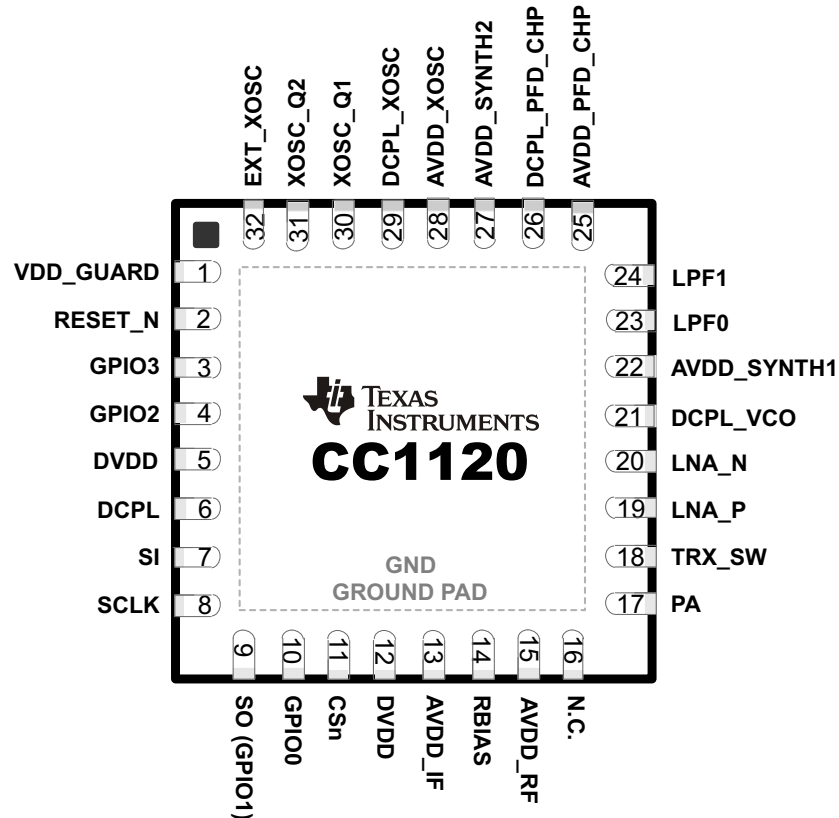 EXT_XOSC
XOSC_Q2
XOSC_Q1
DCPL_XOSC
AVDD_XOSC
AVDD_SYNTH2
DCPL_PFD_CHP
AVDD_PFD_CHP
32
31
30
29
28
27
26
25
VDD_GUARD 1
RESET_N 2
GPIO3 3
GPIO2 4
DVDD 5
DCPL 6
SI 7
SCLK 8
24 LPF1
23 LPF0
22 AVDD_SYNTH1
21 DCPL_VCO
20 LNA_N
19 LNA_P
18 TRX_SW
17 PA
TEXAS
INSTRUMENTS
CC1120
GND
GROUND PAD
9
10
11
12
13
14
15
16
SO (GPIO1)
GPIO0
CSn
DVDD
AVDD_IF
RBIAS
AVDD_RF
N.C.